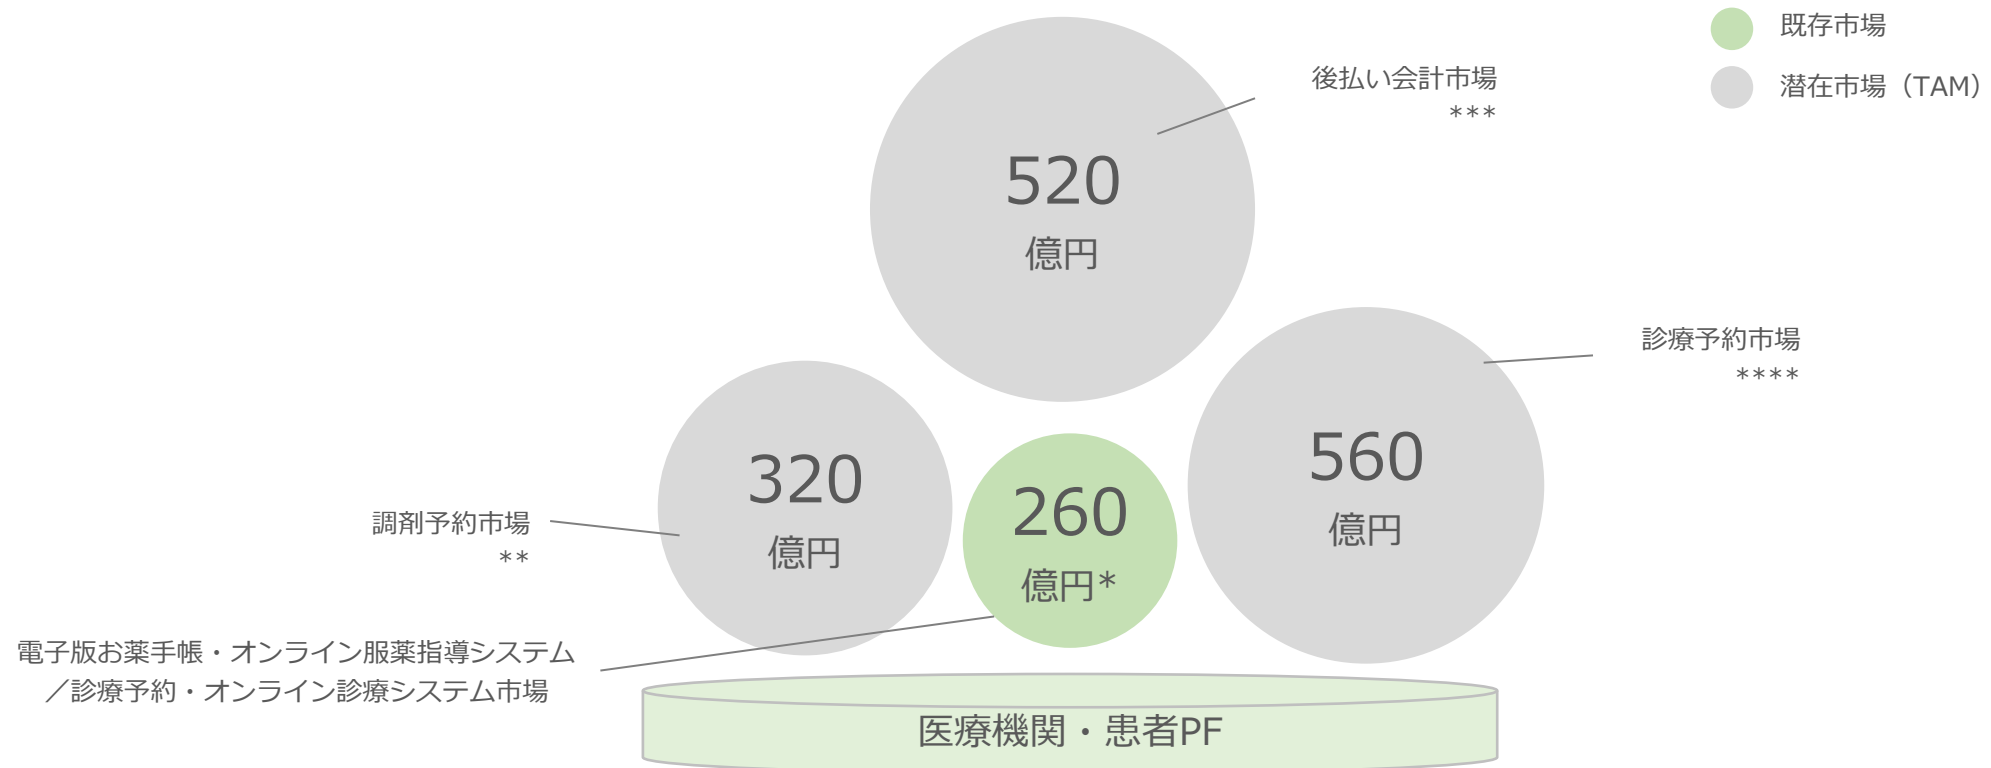 既存市場
潜在市場（TAM）
後払い会計市場
***
520
億円
診療予約市場
****
560
億円
320
億円
調剤予約市場
**
260
億円*
電子版お薬手帳・オンライン服薬指導システム
／診療予約・オンライン診療システム市場
医療機関・患者PF